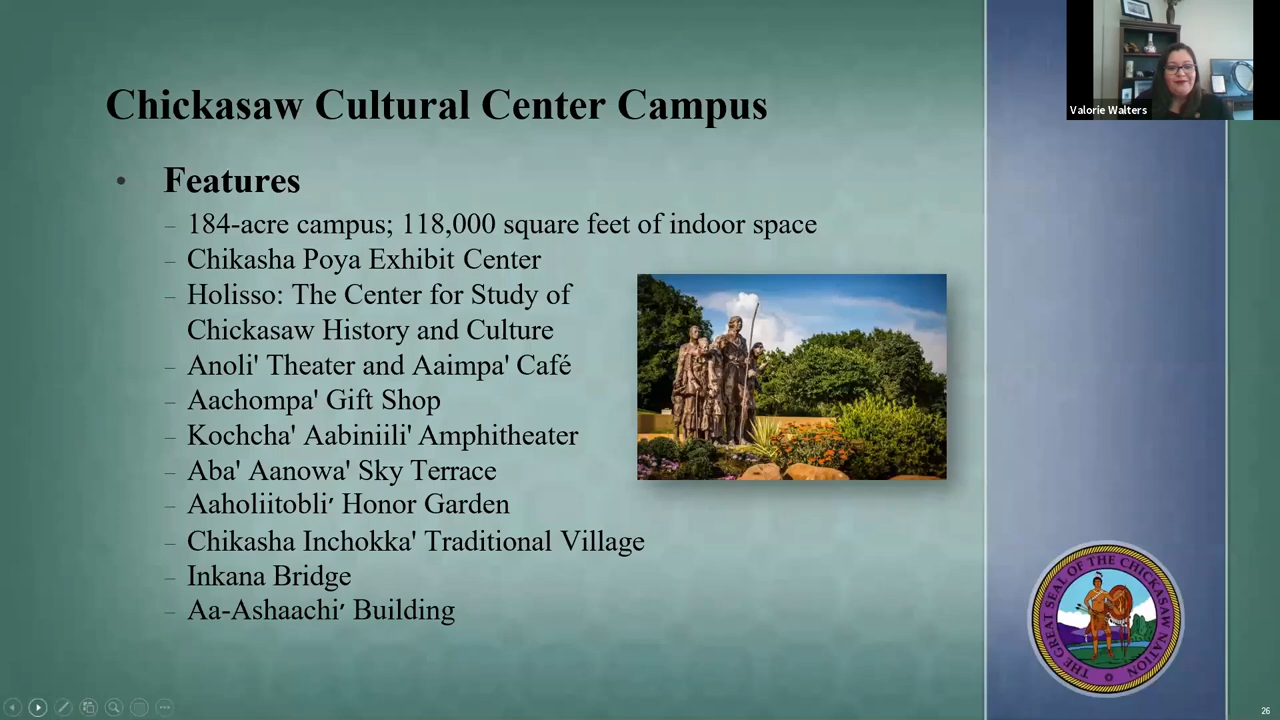 Chickasaw Cultural Center Campus
• Features
– 184-acre campus; 118,000 square feet of indoor space
– Chikasha Poya Exhibit Center
– Holisso: The Center for Study of
Chickasaw History and Culture
– Anoli' Theater and Aaimpa' Café
– Aachompa' Gift Shop
– Kochcha' Aabiniili' Amphitheater
– Aba' Aanowa' Sky Terrace
– Aaholiitobli' Honor Garden
– Chikasha Inchokka' Traditional Village
– Inkana Bridge
– Aa-Ashaachi' Building
Valorie Walters
THE GREAT SEAL OF THE CHICKASAW NATION
26